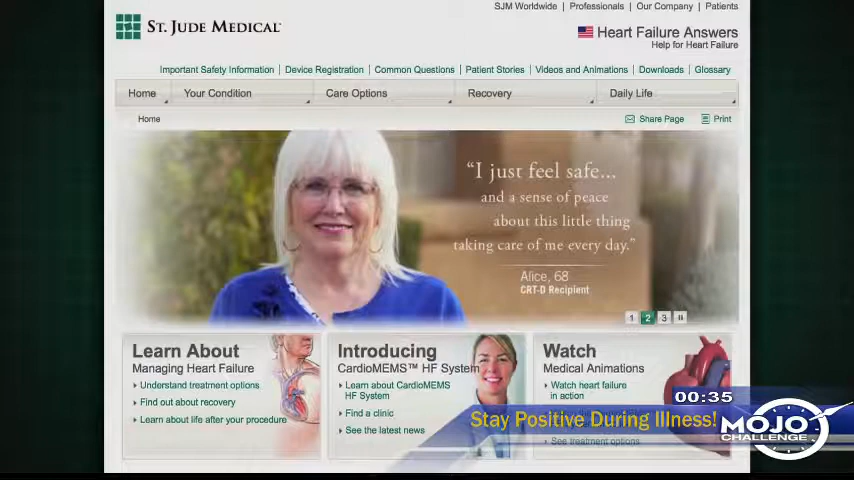 SJM Worldwide | Professionals | Our Company | Patients
ST. JUDE MEDICAL
Heart Failure Answers
Help for Heart Failure
Important Safety Information | Device Registration | Common Questions | Patient Stories | Videos and Animations | Downloads | Glossary
Home Your Condition Care Options Recovery Daily Life
Home Share Page Print
“I just feel safe...
and a sense of peace
about this little thing
taking care of me every day.”
Alice, 68
CRT-D Recipient
1 2 3
Learn About
Managing Heart Failure
Understand treatment options
Find out about recovery
Learn about life after your procedure
Introducing
CardioMEMS™ HF System
Learn about CardioMEMS
HF System
Find a clinic
See the latest news
Watch
Medical Animations
Watch heart failure
in action
See treatment options
00:35
Stay Positive During Illness!
MOJO
CHALLENGE